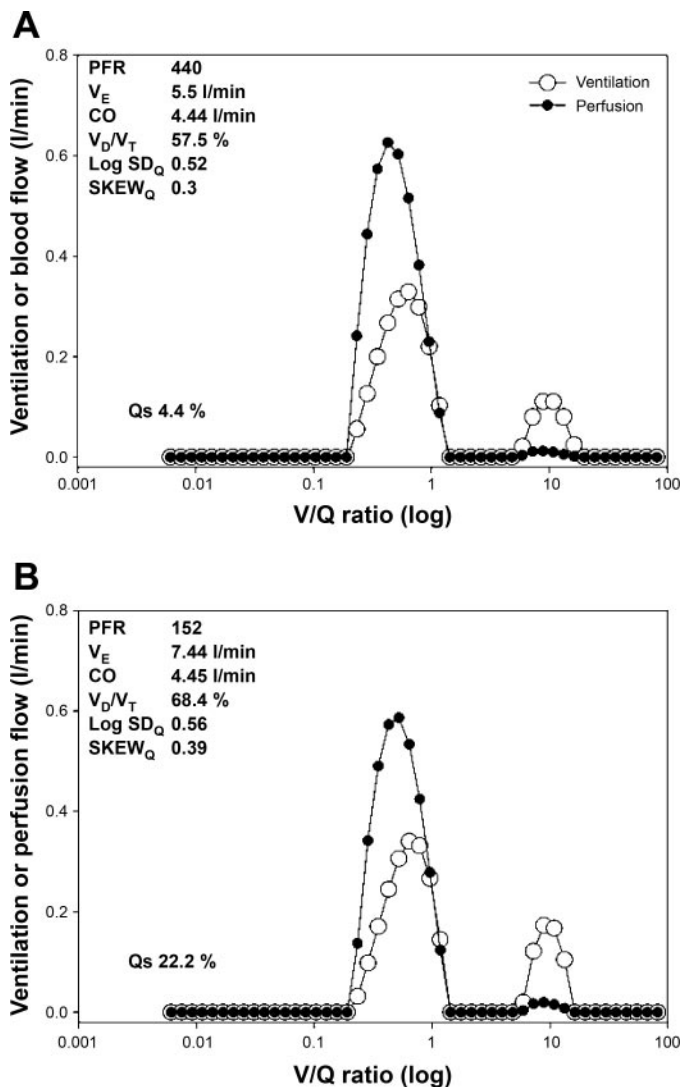 A
Ventilation or blood flow (l/min)
0.8
0.6
0.4
0.2
0.0
PFR 440
V_E 5.5 l/min
CO 4.44 l/min
V_D/V_T 57.5 %
Log SD_Q 0.52
SKEW_Q 0.3
Ventilation
Perfusion
Qs 4.4 %
0.001 0.01 0.1 1 10 100
V/Q ratio (log)
B
Ventilation or perfusion flow (l/min)
0.8
0.6
0.4
0.2
0.0
PFR 152
V_E 7.44 l/min
CO 4.45 l/min
V_D/V_T 68.4 %
Log SD_Q 0.56
SKEW_Q 0.39
Qs 22.2 %
0.001 0.01 0.1 1 10 100
V/Q ratio (log)